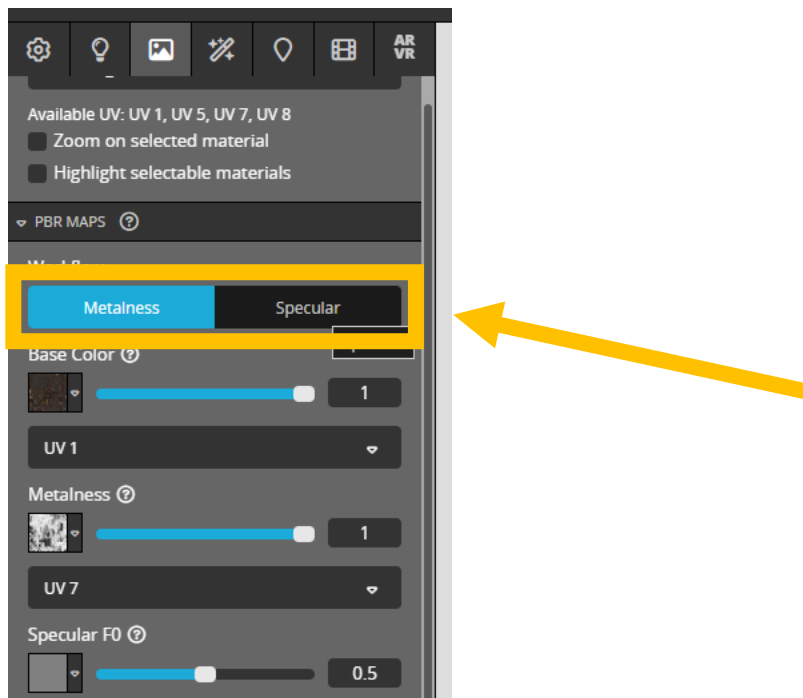 AR
VR
Available UV: UV 1, UV 5, UV 7, UV 8
Zoom on selected material
Highlight selectable materials
PBR MAPS ?
Metalness Specular
Base Color ?
1
UV 1
Metalness ?
1
UV 7
Specular F0 ?
0.5